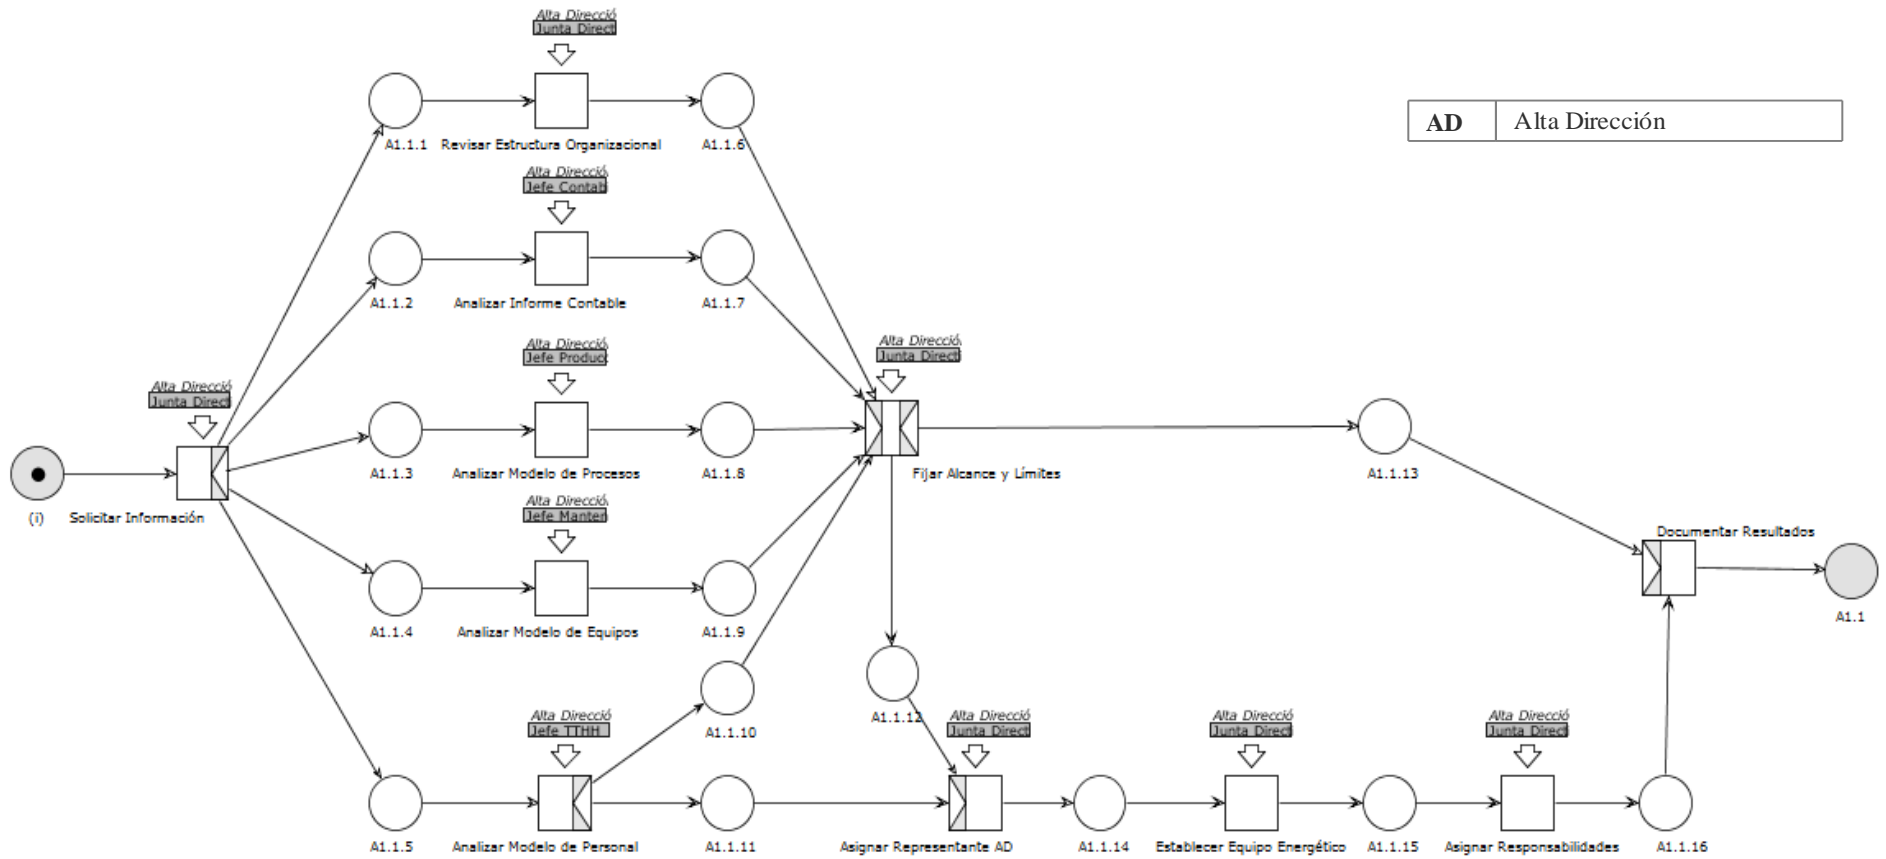 Alta Direcció
Junta Direct
A1.1.1
Revisar Estructura Organizacional
A1.1.6
AD
Alta Dirección
Alta Direcció
Jefe Contab
A1.1.2
Analizar Informe Contable
A1.1.7
Alta Direcció
Jefe Produc
A1.1.3
Analizar Modelo de Procesos
A1.1.8
Alta Direcció
Junta Direct
Fijar Alcance y Límites
A1.1.13
Alta Direcció
Junta Direct
(i)
Solicitar Información
Alta Direcció
Jefe Manten
A1.1.4
Analizar Modelo de Equipos
A1.1.9
Documentar Resultados
A1.1
A1.1.10
A1.1.12
Alta Direcció
Jefe TTHH
A1.1.5
Analizar Modelo de Personal
A1.1.11
Alta Direcció
Junta Direct
Asignar Representante AD
A1.1.14
Alta Direcció
Junta Direct
Establecer Equipo Energético
A1.1.15
Alta Direcció
Junta Direct
Asignar Responsabilidades
A1.1.16